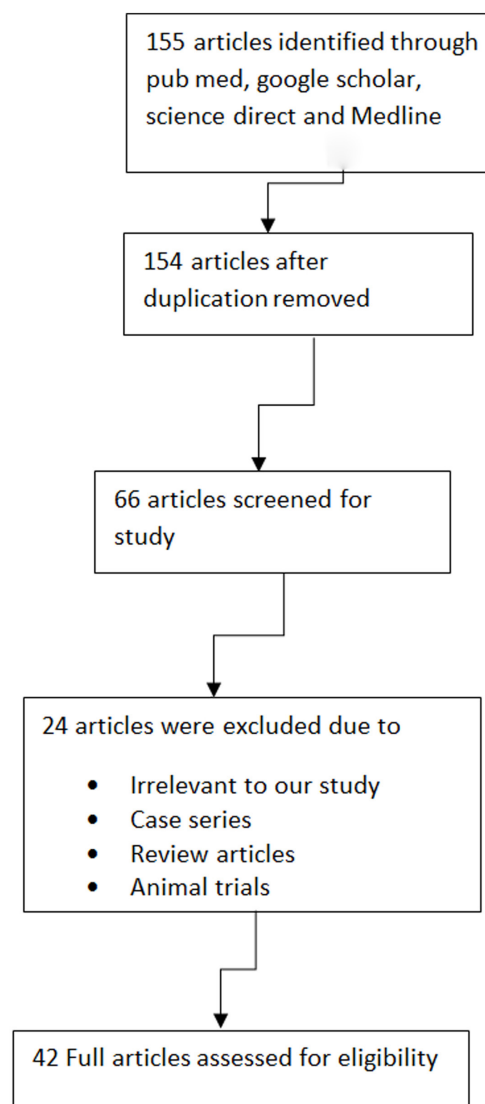 155 articles identified through
pub med, google scholar,
science direct and Medline
154 articles after
duplication removed
66 articles screened for
study
24 articles were excluded due to
• Irrelevant to our study
• Case series
• Review articles
• Animal trials
42 Full articles assessed for eligibility